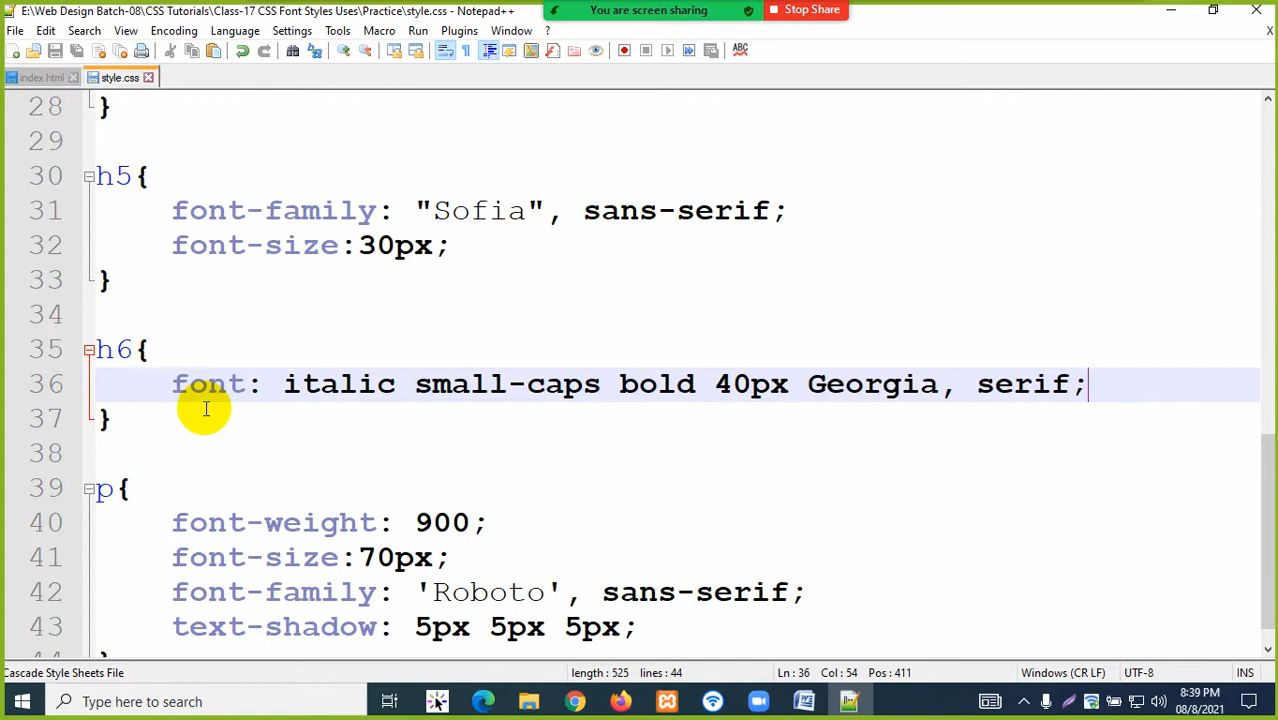 E:\Web Design Batch-08\CSS Tutorials\Class-17 CSS Font Styles Uses\Practice\style.css - Notepad++
You are screen sharing
Stop Share
File Edit Search View Encoding Language Settings Tools Macro Run Plugins Window ?
X
ABC
index.html style.css
28 }
29
30 h5{
31 font-family: "Sofia", sans-serif;
32 font-size:30px;
33 }
34
35 h6{
36 font: italic small-caps bold 40px Georgia, serif;
37 }
38
39 p{
40 font-weight: 900;
41 font-size:70px;
42 font-family: 'Roboto', sans-serif;
43 text-shadow: 5px 5px 5px;
44 }
Cascade Style Sheets File length : 525 lines : 44 Ln : 36 Col : 54 Pos : 411 Windows (CR LF) UTF-8 INS
Type here to search
8:39 PM
08/8/2021